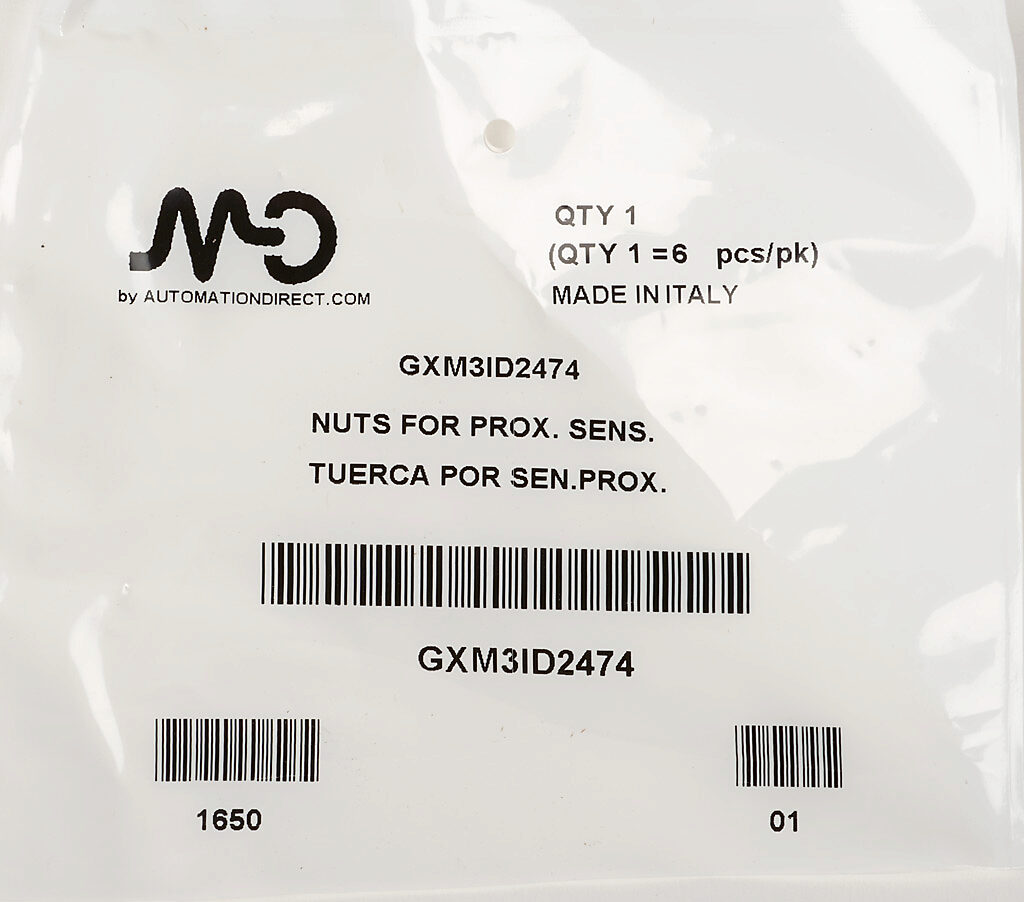 MD
by AUTOMATIONDIRECT.COM
QTY 1
(QTY 1 =6 pcs/pk)
MADE IN ITALY
GXM3ID2474
NUTS FOR PROX. SENS.
TUERCA POR SEN.PROX.
GXM3ID2474
1650
01